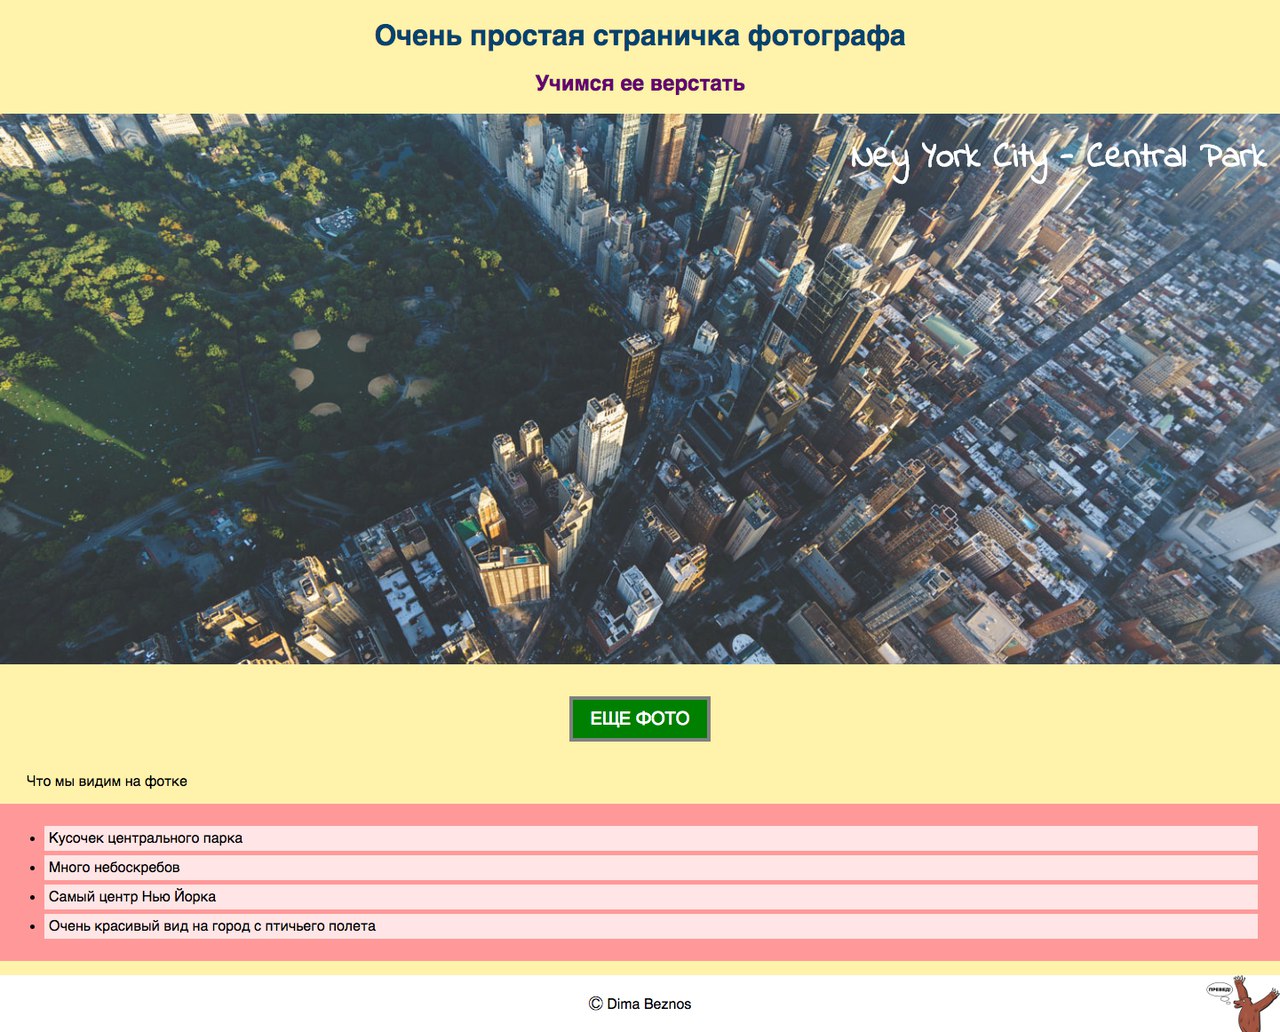 Очень простая страничка фотографа
Учимся ее верстать
Ney York City - Central Park
ЕЩЕ ФОТО
Что мы видим на фотке
Кусочек центрального парка
Много небоскребов
Самый центр Нью Йорка
Очень красивый вид на город с птичьего полета
ПРЕВЕД!
© Dima Beznos